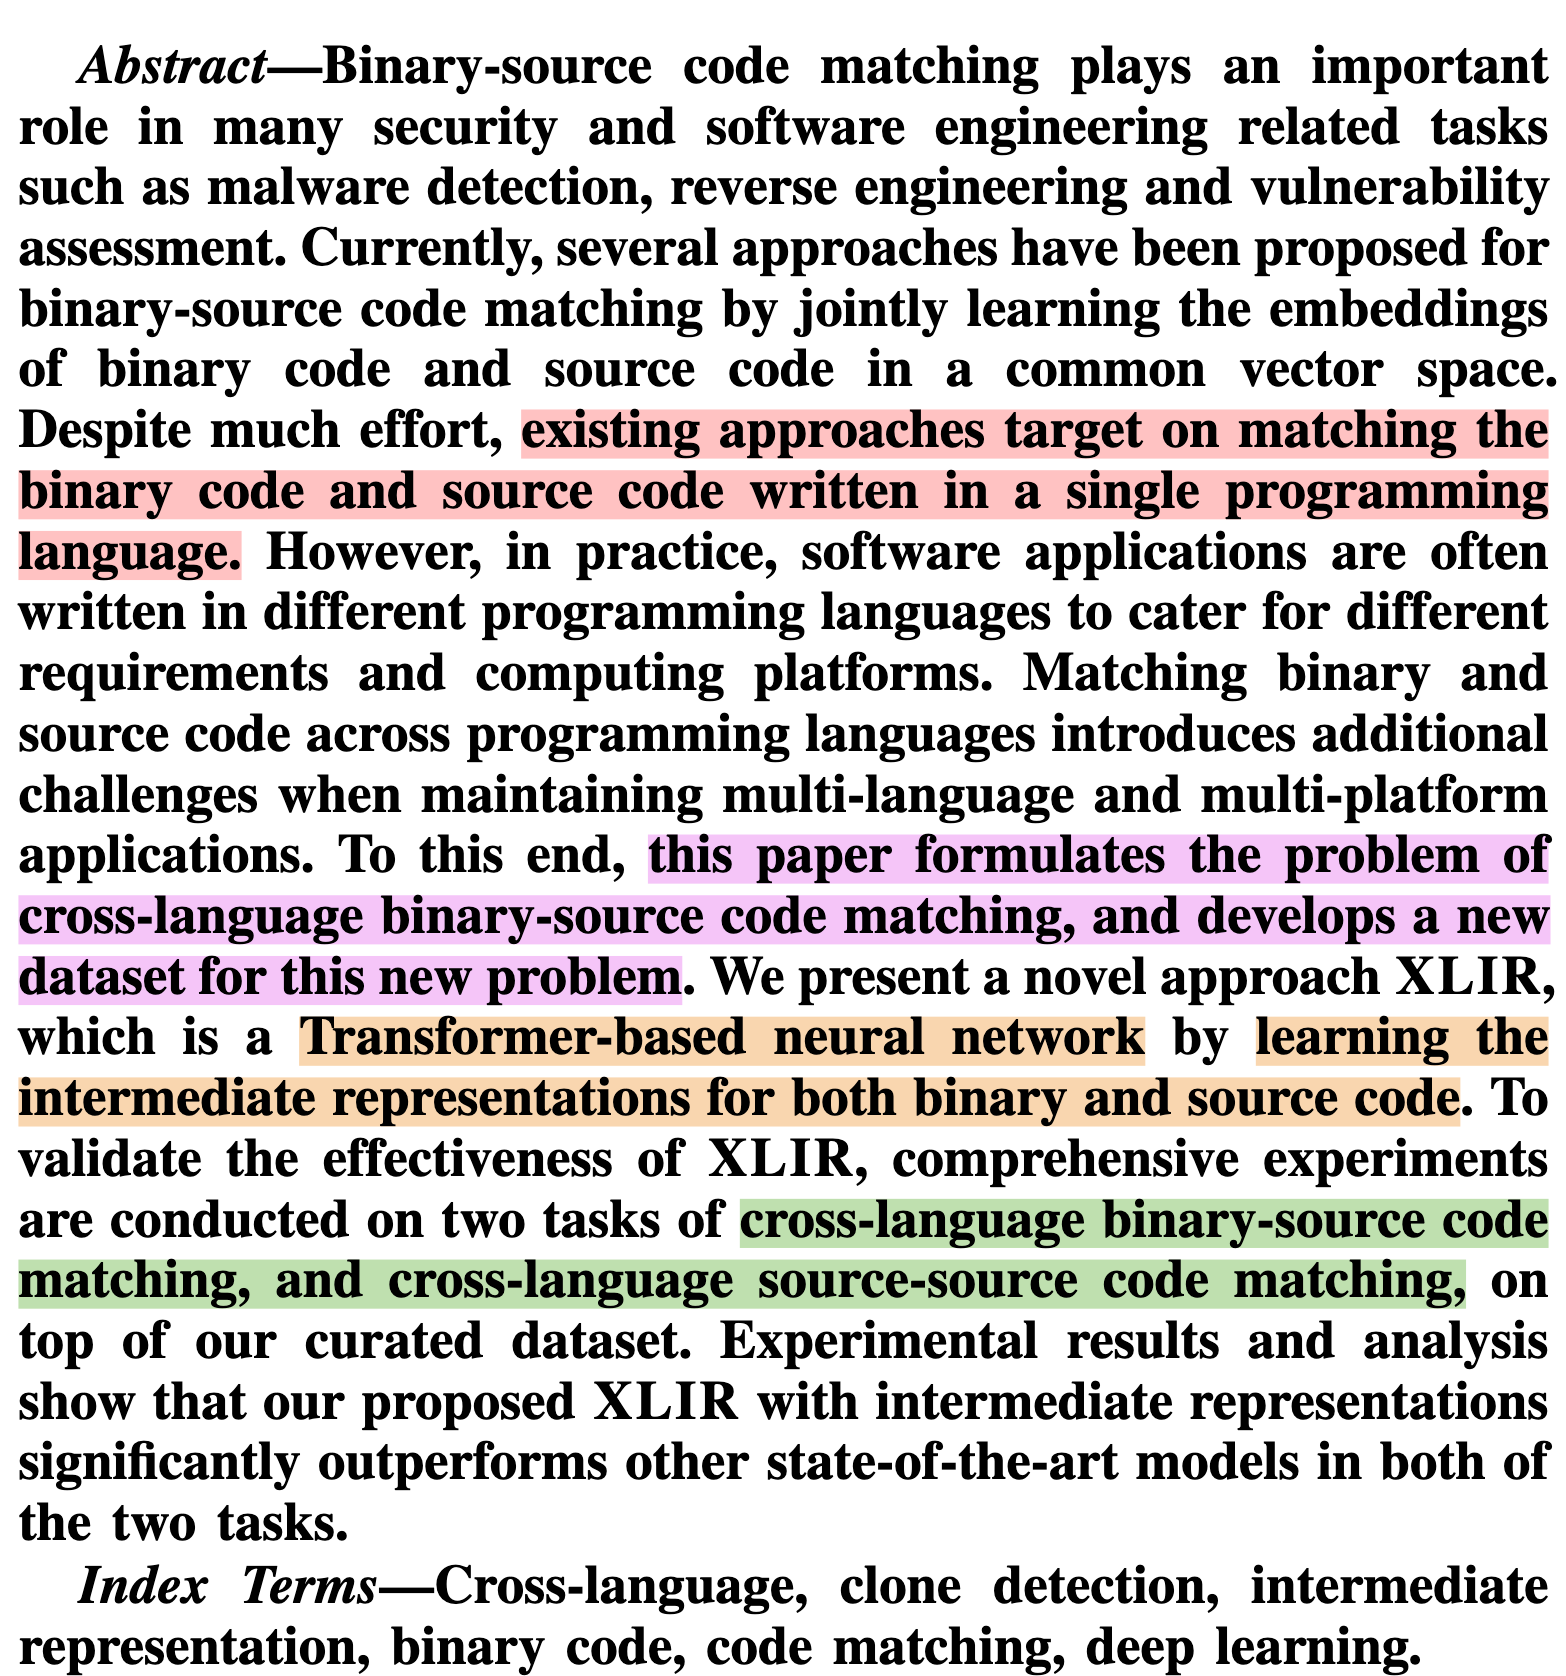 Abstract—Binary-source code matching plays an important
role in many security and software engineering related tasks
such as malware detection, reverse engineering and vulnerability
assessment. Currently, several approaches have been proposed for
binary-source code matching by jointly learning the embeddings
of binary code and source code in a common vector space.
Despite much effort, existing approaches target on matching the
binary code and source code written in a single programming
language. However, in practice, software applications are often
written in different programming languages to cater for different
requirements and computing platforms. Matching binary and
source code across programming languages introduces additional
challenges when maintaining multi-language and multi-platform
applications. To this end, this paper formulates the problem of
cross-language binary-source code matching, and develops a new
dataset for this new problem. We present a novel approach XLIR,
which is a Transformer-based neural network by learning the
intermediate representations for both binary and source code. To
validate the effectiveness of XLIR, comprehensive experiments
are conducted on two tasks of cross-language binary-source code
matching, and cross-language source-source code matching, on
top of our curated dataset. Experimental results and analysis
show that our proposed XLIR with intermediate representations
significantly outperforms other state-of-the-art models in both of
the two tasks.
Index Terms—Cross-language, clone detection, intermediate
representation, binary code, code matching, deep learning.